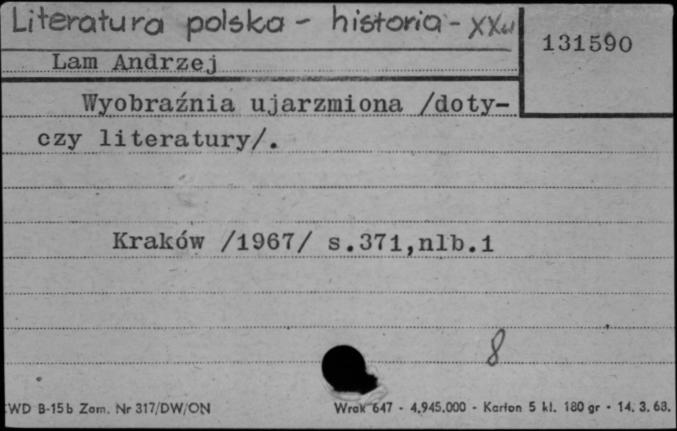 Literatura polska - historia - XXw
131590
Lam Andrzej
Wyobraźnia ujarzmiona /doty-
czy literatury/.
Kraków /1967/ s.371,nlb.1
8
WD B-15b Zam. Nr 317/DW/ON
Wrak 647 - 4.945.000 - Karton 5 kl. 180 gr - 14. 3. 68.